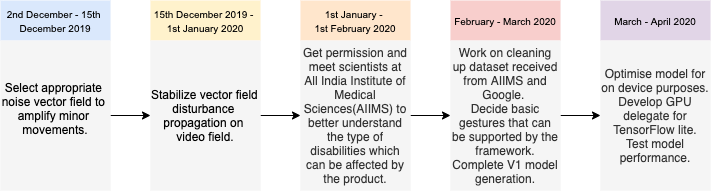 2nd December - 15th
December 2019
Select appropriate
noise vector field to
amplify minor
movements.
15th December 2019 -
1st January 2020
Stabilize vector field
disturbance
propagation on
video field.
1st January -
1st February 2020
Get permission and
meet scientists at
All India Institute of
Medical
Sciences(AIIMS) to
better understand
the type of
disabilities which
can be affected by
the product.
February - March 2020
Work on cleaning
up dataset received
from AIIMS and
Google.
Decide basic
gestures that can
be supported by the
framework.
Complete V1 model
generation.
March - April 2020
Optimise model for
on device purposes.
Develop GPU
delegate for
TensorFlow lite.
Test model
performance.